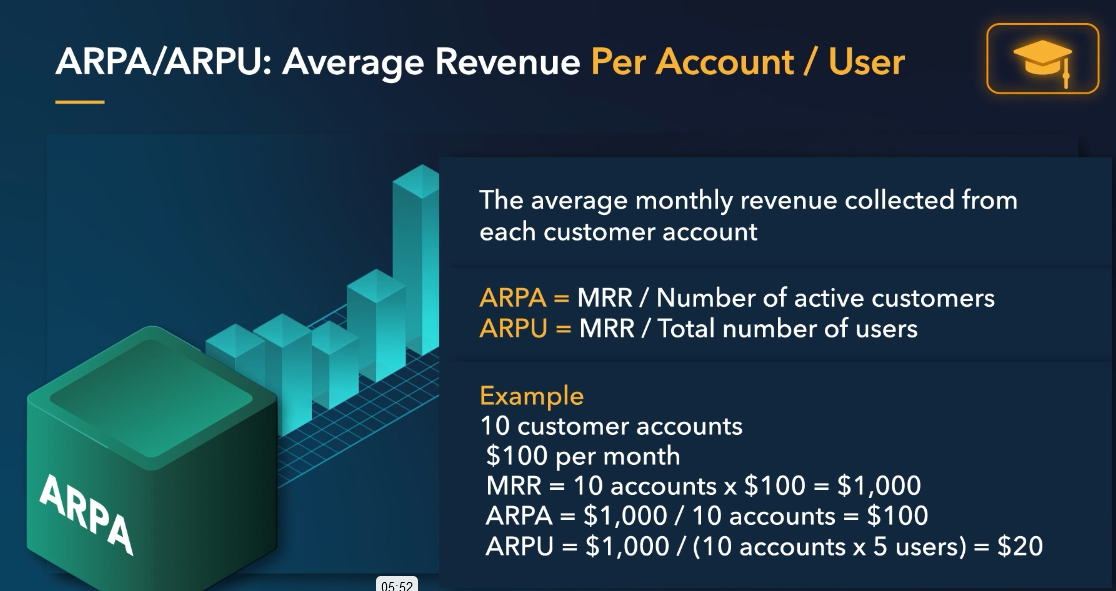 ARPA/ARPU: Average Revenue Per Account / User
The average monthly revenue collected from
each customer account
ARPA = MRR / Number of active customers
ARPU = MRR / Total number of users
Example
10 customer accounts
$100 per month
MRR = 10 accounts x $100 = $1,000
ARPA = $1,000 / 10 accounts = $100
ARPU = $1,000 / (10 accounts x 5 users) = $20
ARPA
05:52